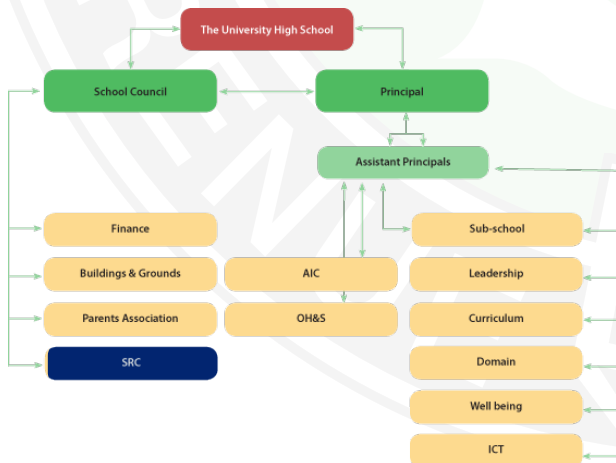 The University High School
School Council
Principal
Assistant Principals
Finance
Sub-school
Buildings & Grounds
AIC
Leadership
Parents Association
OH&S
Curriculum
SRC
Domain
Well being
ICT